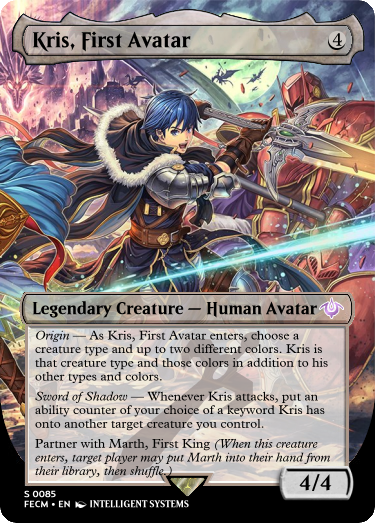 Kris, First Avatar
4
Legendary Creature — Human Avatar
Origin — As Kris, First Avatar enters, choose a
creature type and up to two different colors. Kris is
that creature type and those colors in addition to his
other types and colors.
Sword of Shadow — Whenever Kris attacks, put an
ability counter of your choice of a keyword Kris has
onto another target creature you control.
Partner with Marth, First King (When this creature
enters, target player may put Marth into their hand from
their library, then shuffle.)
4/4
S 0085
FECM • EN INTELLIGENT SYSTEMS